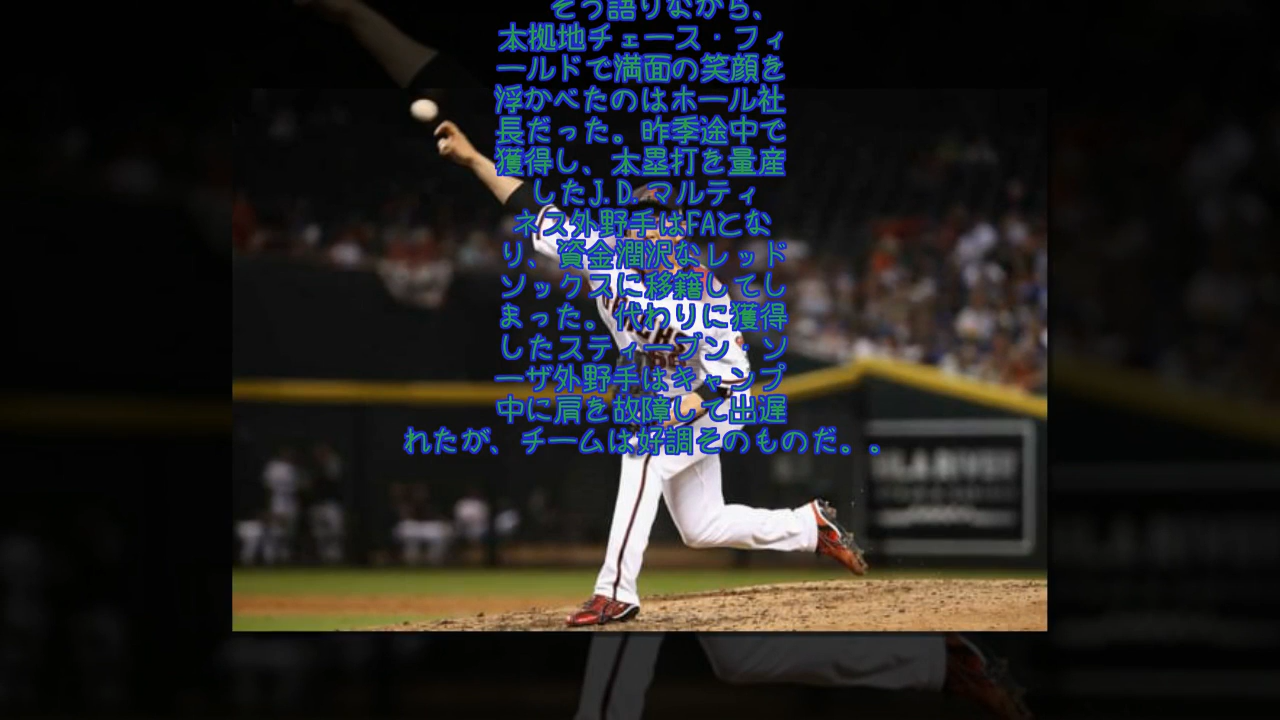 そう語りながら、
本拠地チェース・フィ
ールドで満面の笑顔を
浮かべたのはホール社
長だった。昨季途中で
獲得し、本塁打を量産
したJ.D.マルティ
ネス外野手はFAとな
り、資金潤沢なレッド
ソックスに移籍してし
まった。代わりに獲得
したスティーブン・ソ
ーザ外野手はキャンプ
中に肩を故障して出遅
れたが、チームは好調そのものだ。。